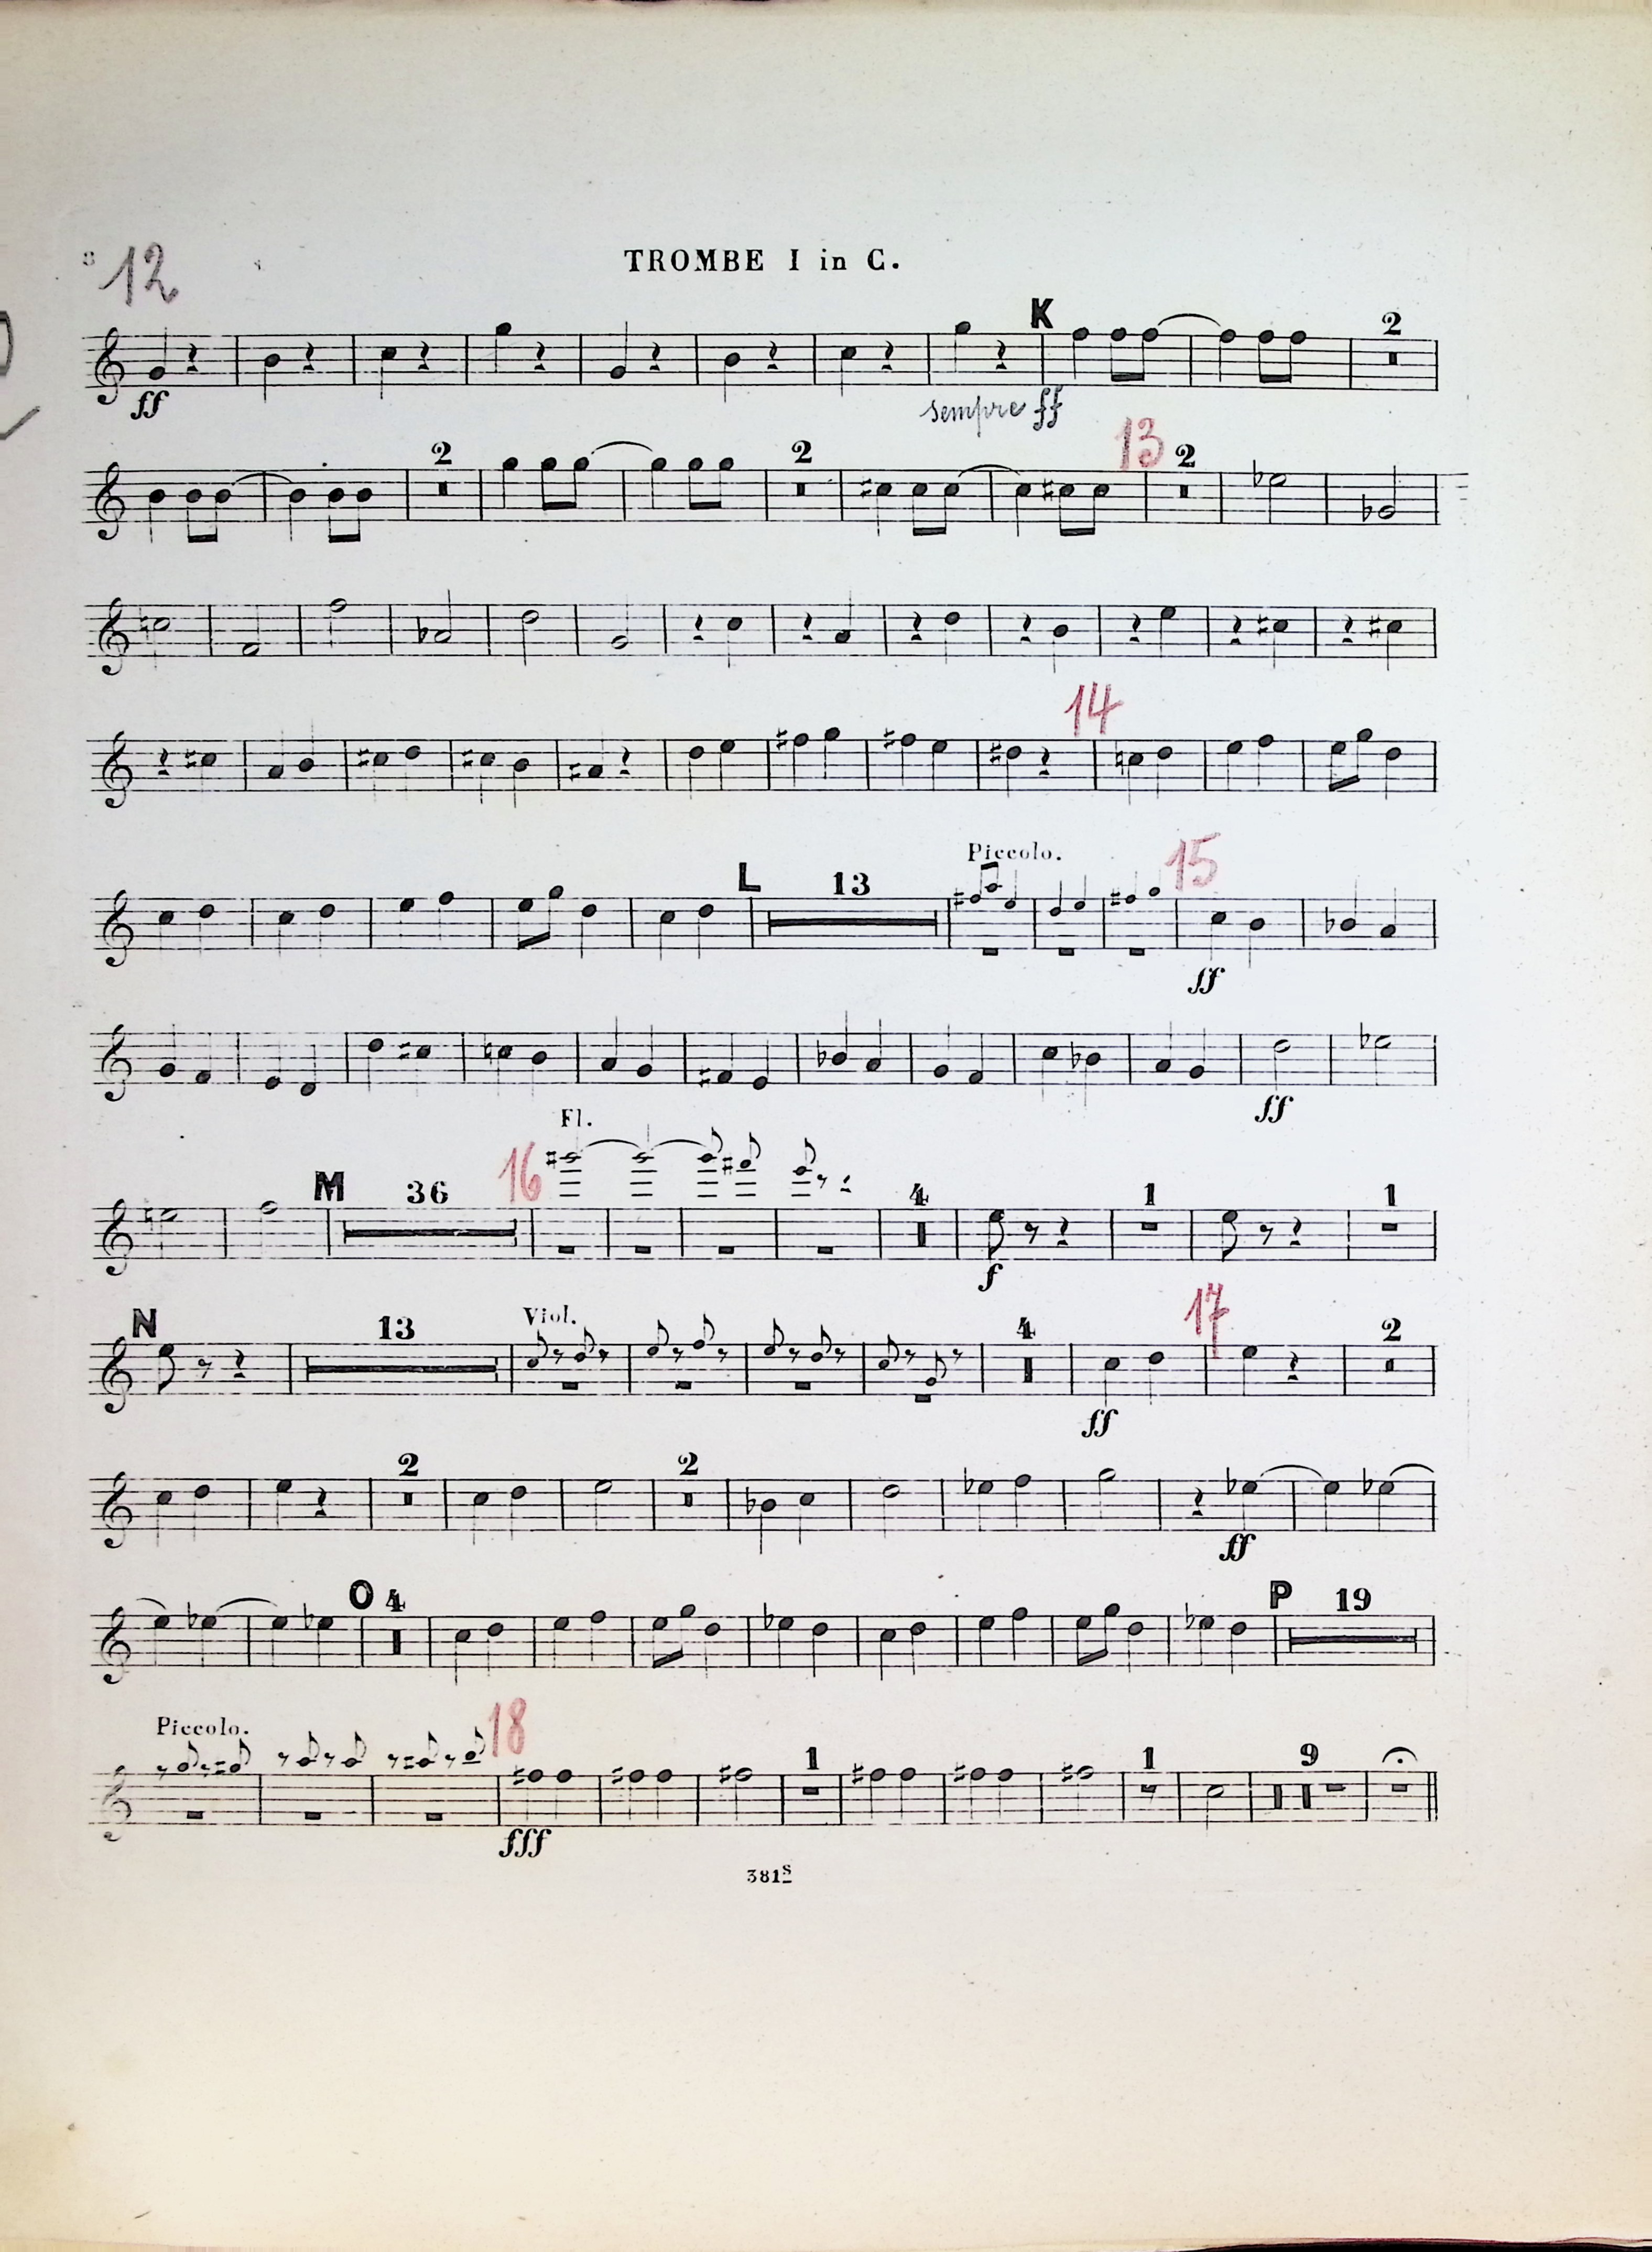 8 12 TROMBE I in C.
K 2
ff sempre ff
2 2 13 2
14
L 13 Piccolo. 15
ff
ff
Fl.
M 36 16 4 1 1
f
N 13 Viol. 4 17 2
ff
2 2
ff
O 4 P 19
Piccolo. 18 1 1 9
fff
381S